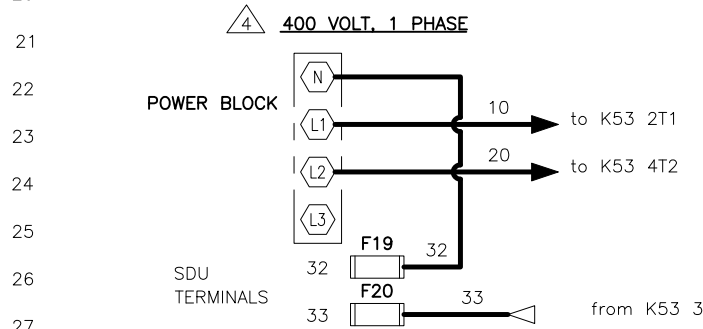 4 400 VOLT, 1 PHASE
21
N
22
POWER BLOCK
10
L1
to K53 2T1
23
20
L2
to K53 4T2
24
L3
25
F19
32
32
26
SDU
TERMINALS
F20
33
33
from K53 3
27